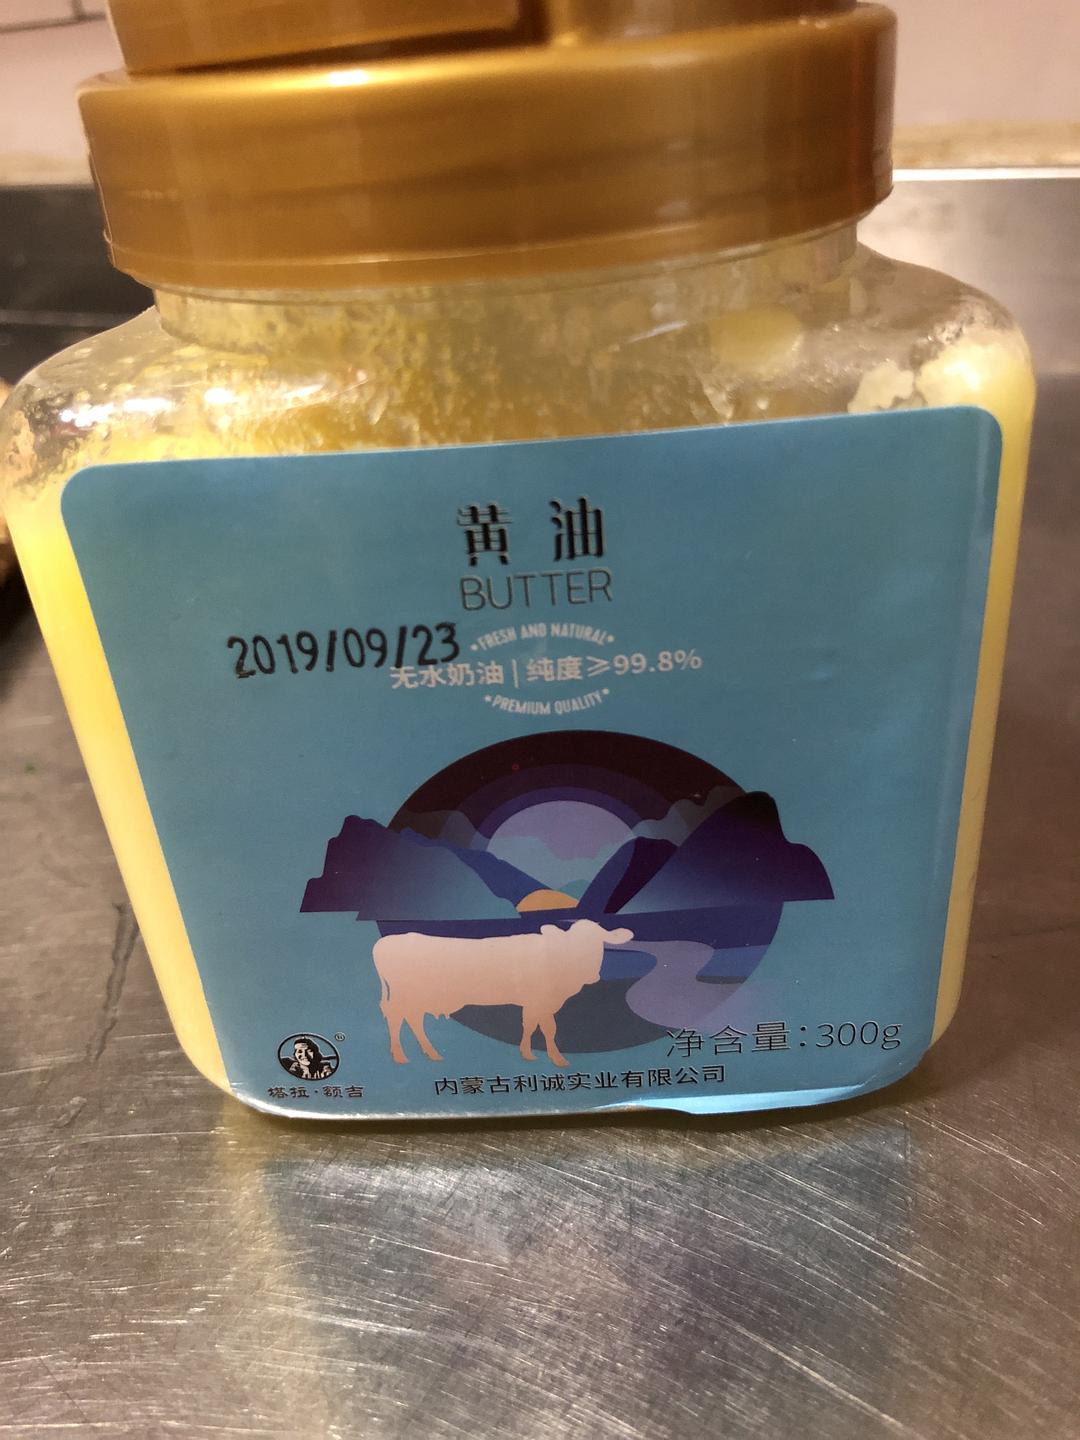 黄油
BUTTER
2019/09/23
•FRESH AND NATURAL•
无水奶油|纯度≥99.8%
•PREMIUM QUALITY•
净含量:300g
塔拉·额吉
内蒙古利诚实业有限公司